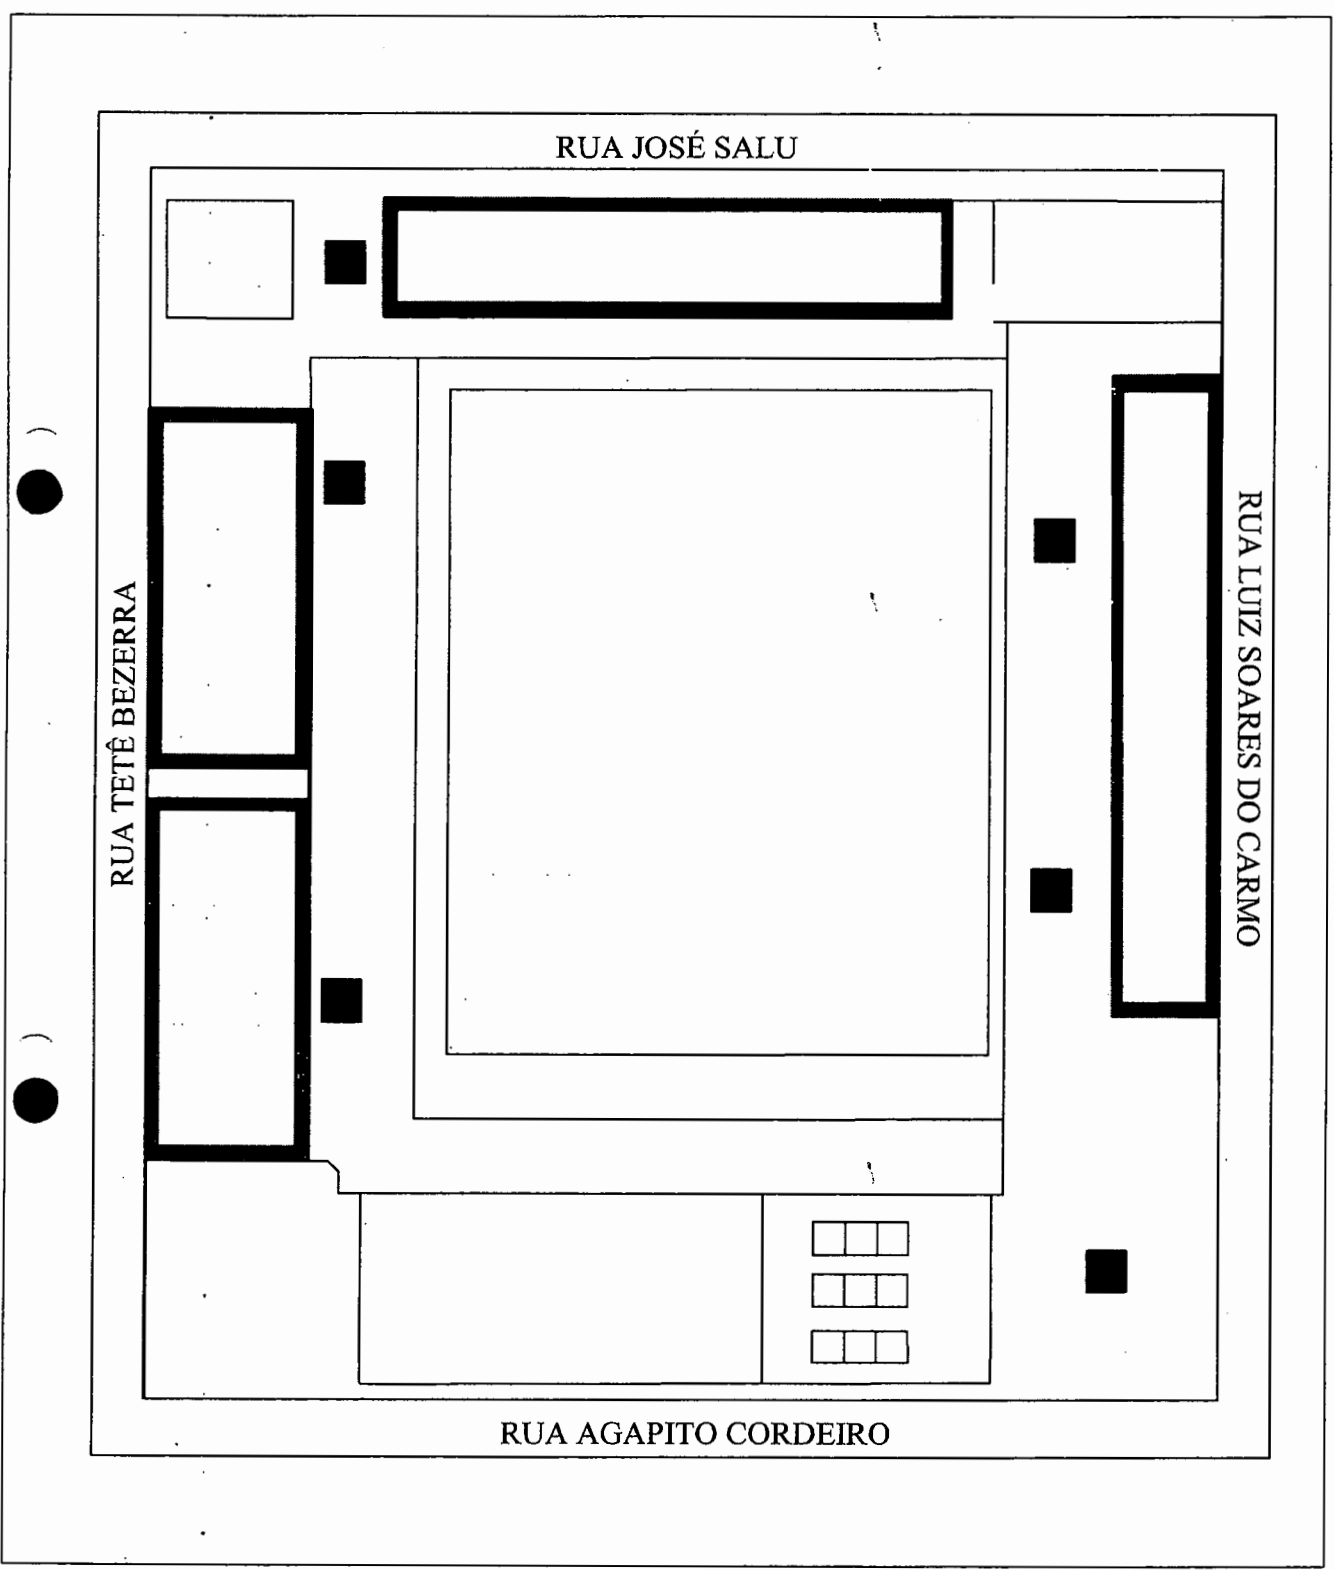 RUA JOSÉ SALU
RUA TETÊ BEZERRA
RUA LUIZ SOARES DO CARMO
RUA AGAPITO CORDEIRO